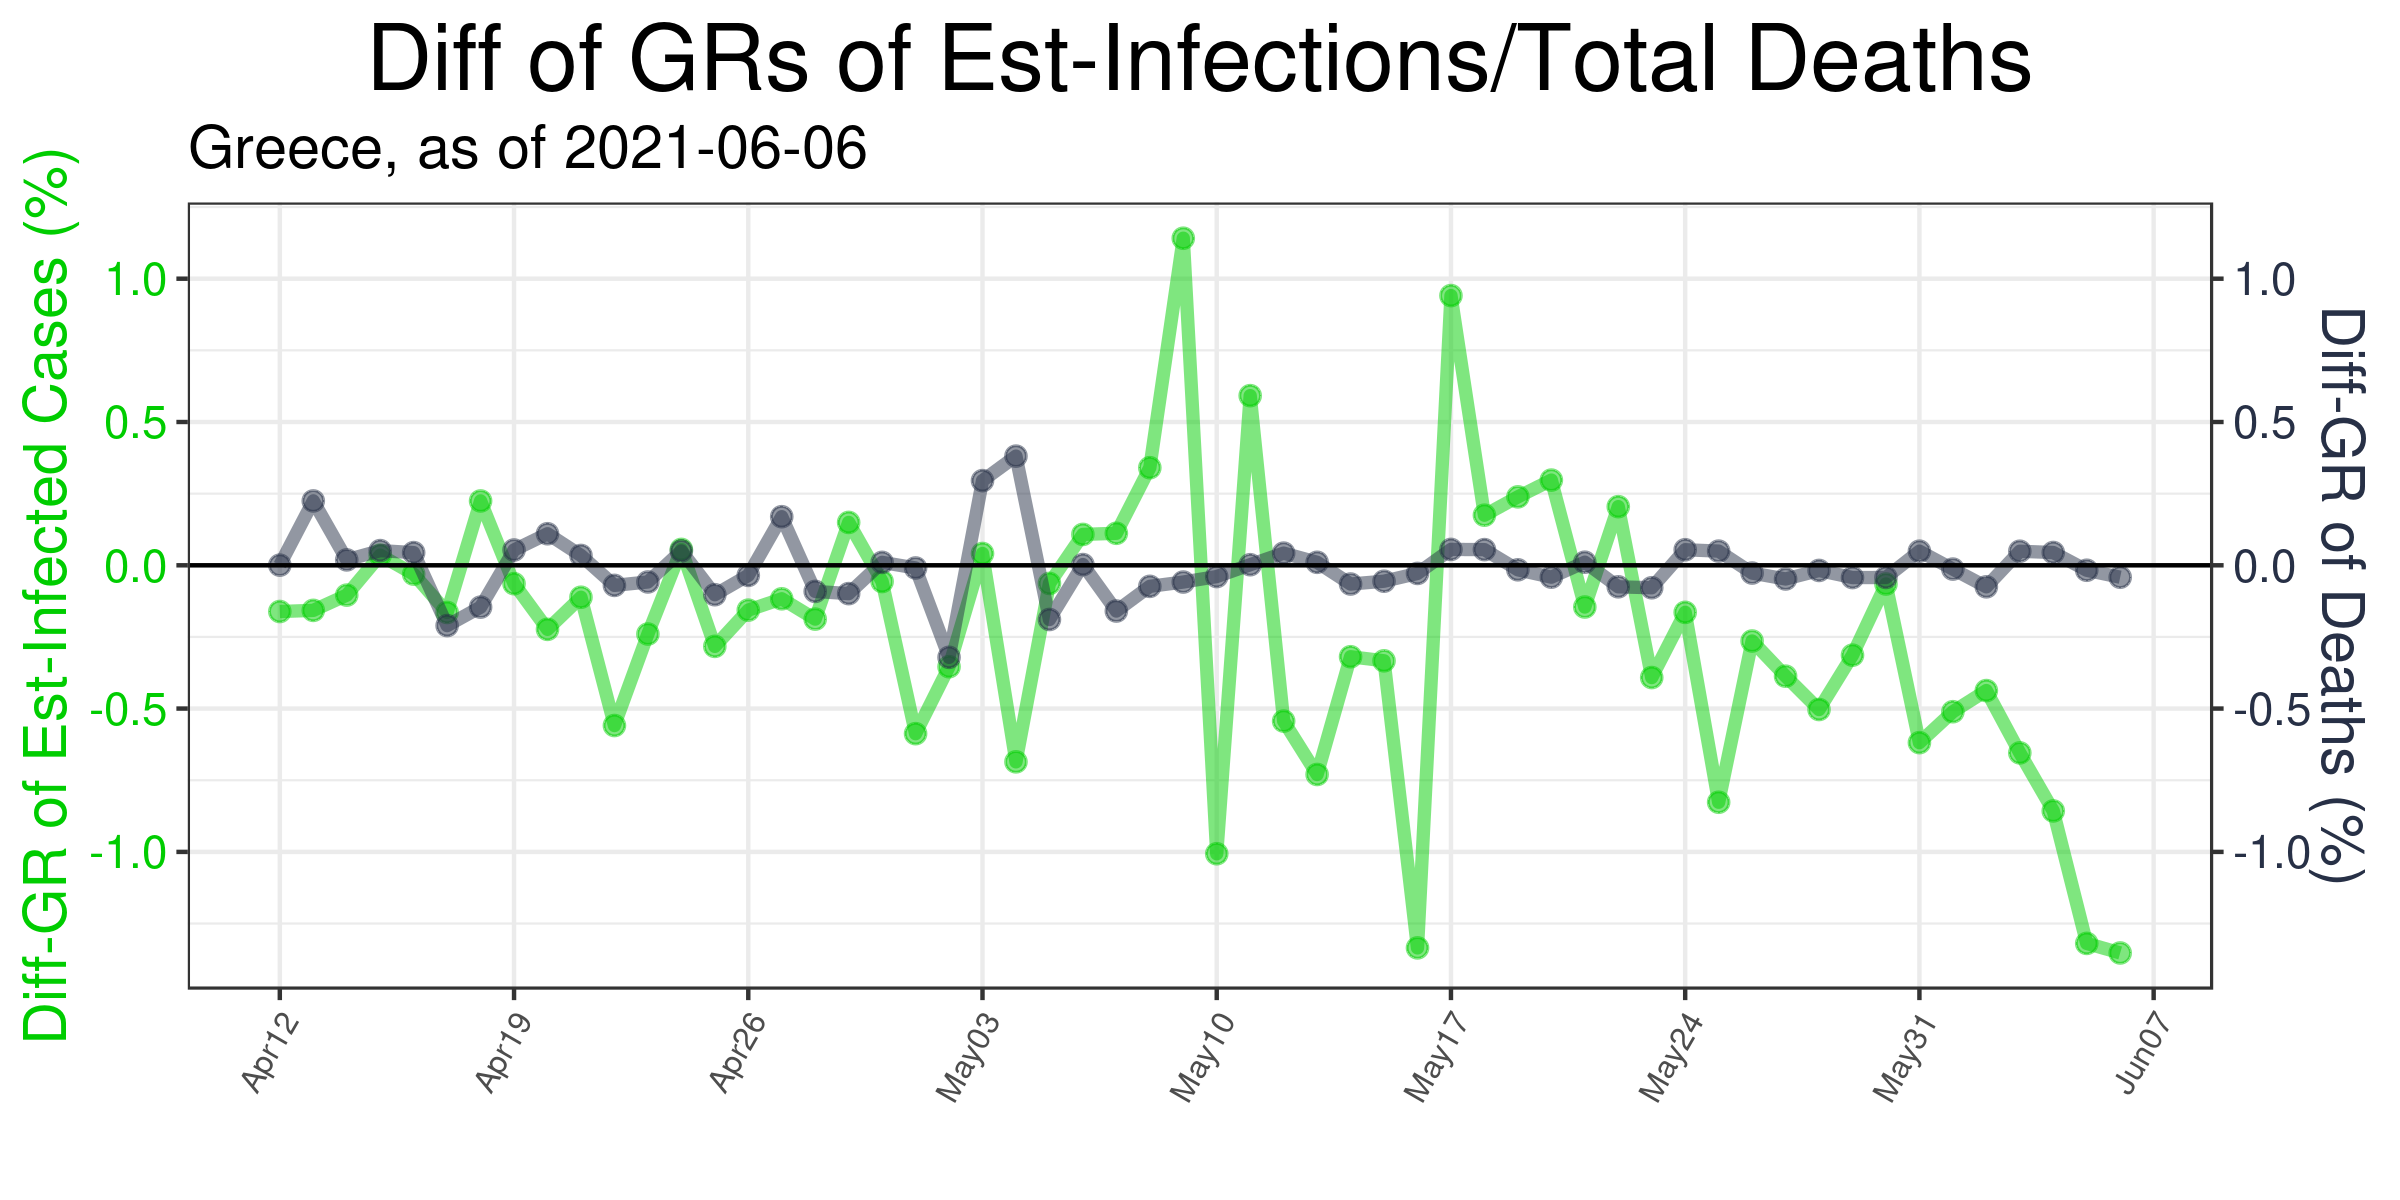 Diff of GRs of Est-Infections/Total Deaths
Greece, as of 2021-06-06
Diff-GR of Est-Infected Cases (%)
1.0
0.5
0.0
-0.5
-1.0
1.0
0.5
0.0
-0.5
-1.0
Diff-GR of Deaths (%)
Apr12
Apr19
Apr26
May03
May10
May17
May24
May31
Jun07